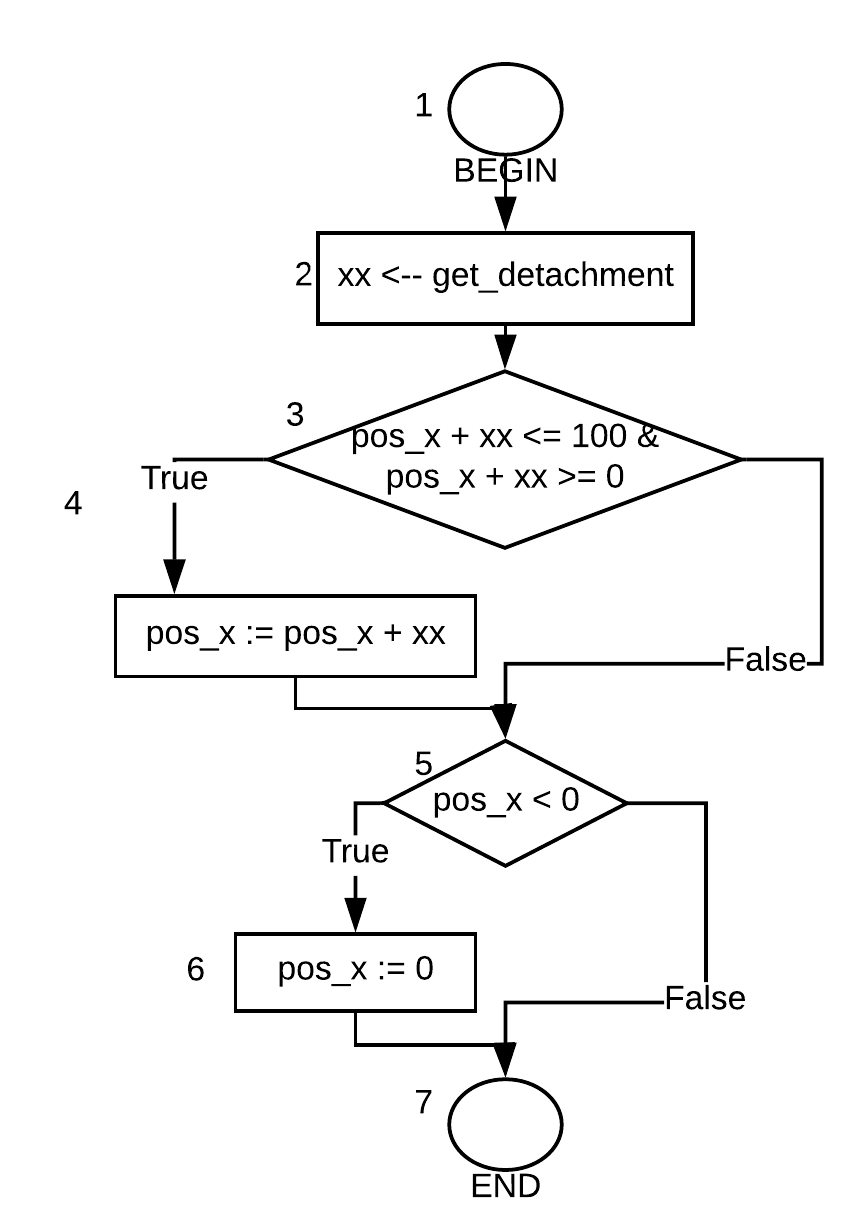 1
BEGIN
2
xx <-- get_detachment
3
pos_x + xx <= 100 &
pos_x + xx >= 0
True
4
pos_x := pos_x + xx
False
5
pos_x < 0
True
6
pos_x := 0
False
7
END